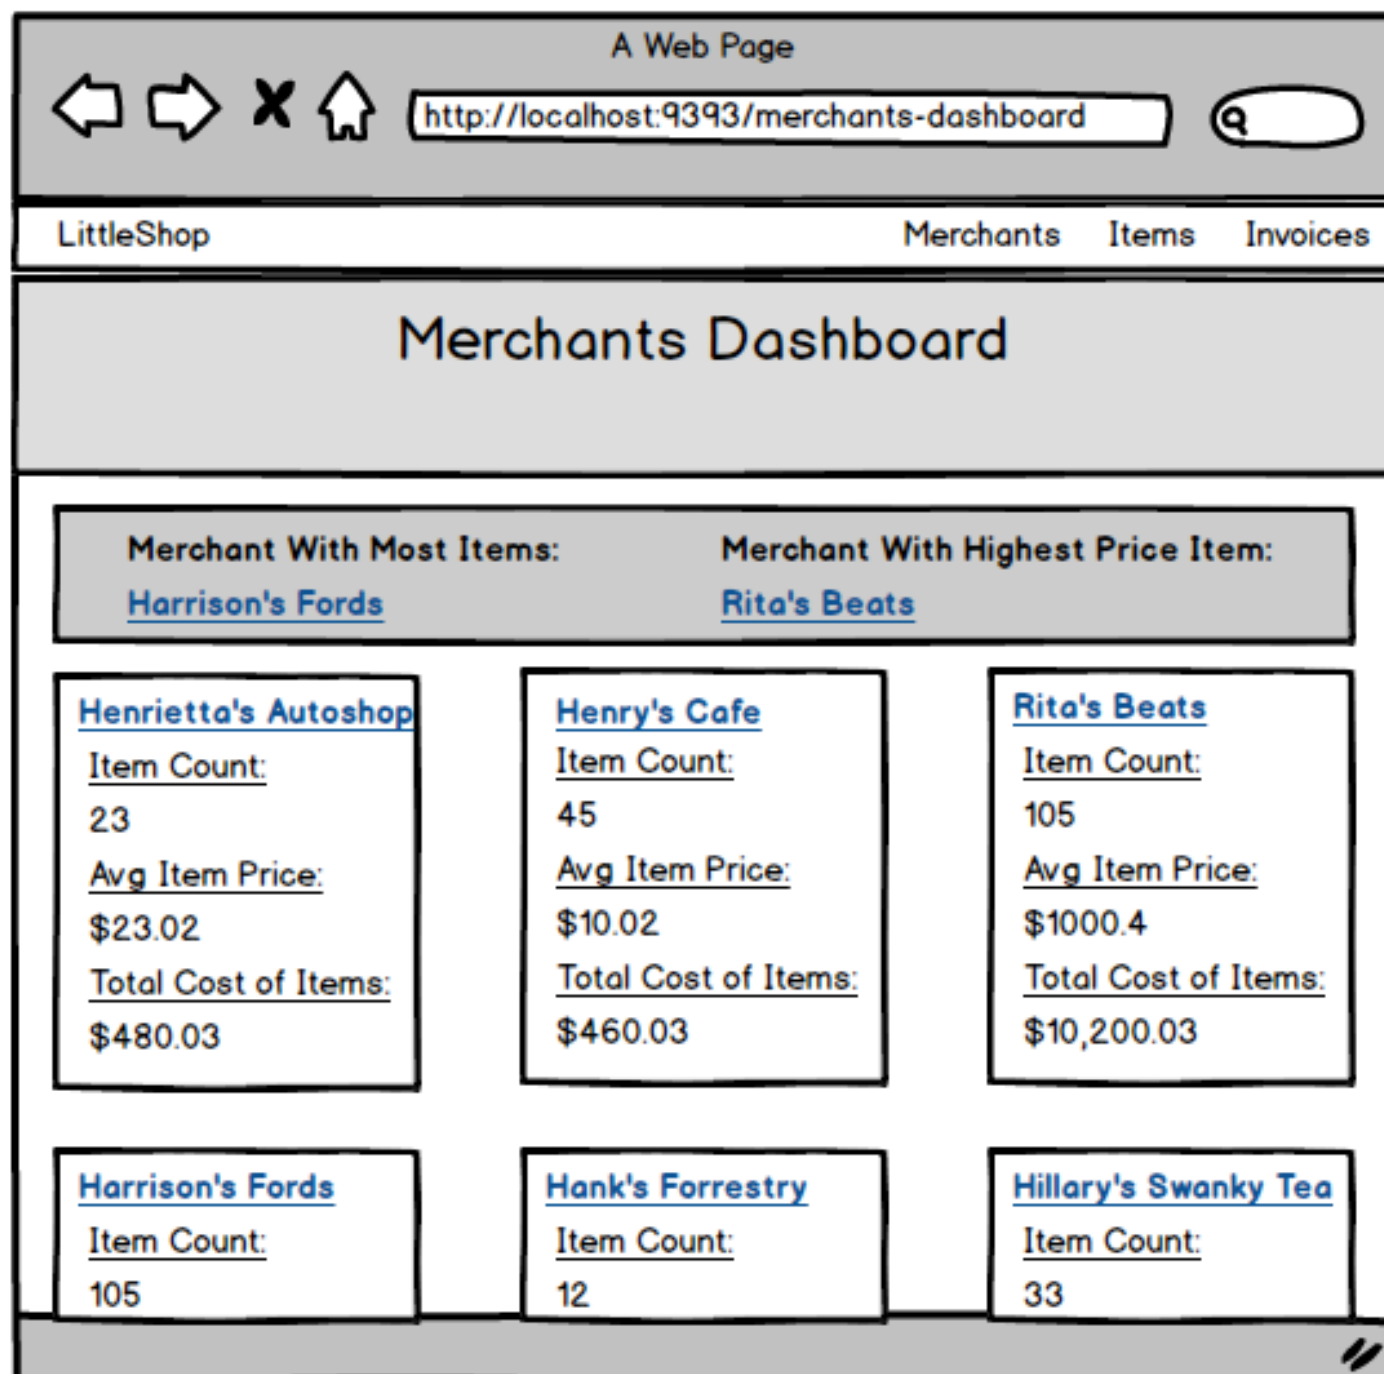 A Web Page
http://localhost:9393/merchants-dashboard
LittleShop Merchants Items Invoices
Merchants Dashboard
Merchant With Most Items: Merchant With Highest Price Item:
Harrison's Fords Rita's Beats
Henrietta's Autoshop
Item Count:
23
Avg Item Price:
$23.02
Total Cost of Items:
$480.03
Henry's Cafe
Item Count:
45
Avg Item Price:
$10.02
Total Cost of Items:
$460.03
Rita's Beats
Item Count:
105
Avg Item Price:
$1000.4
Total Cost of Items:
$10,200.03
Harrison's Fords
Item Count:
105
Hank's Forrestry
Item Count:
12
Hillary's Swanky Tea
Item Count:
33